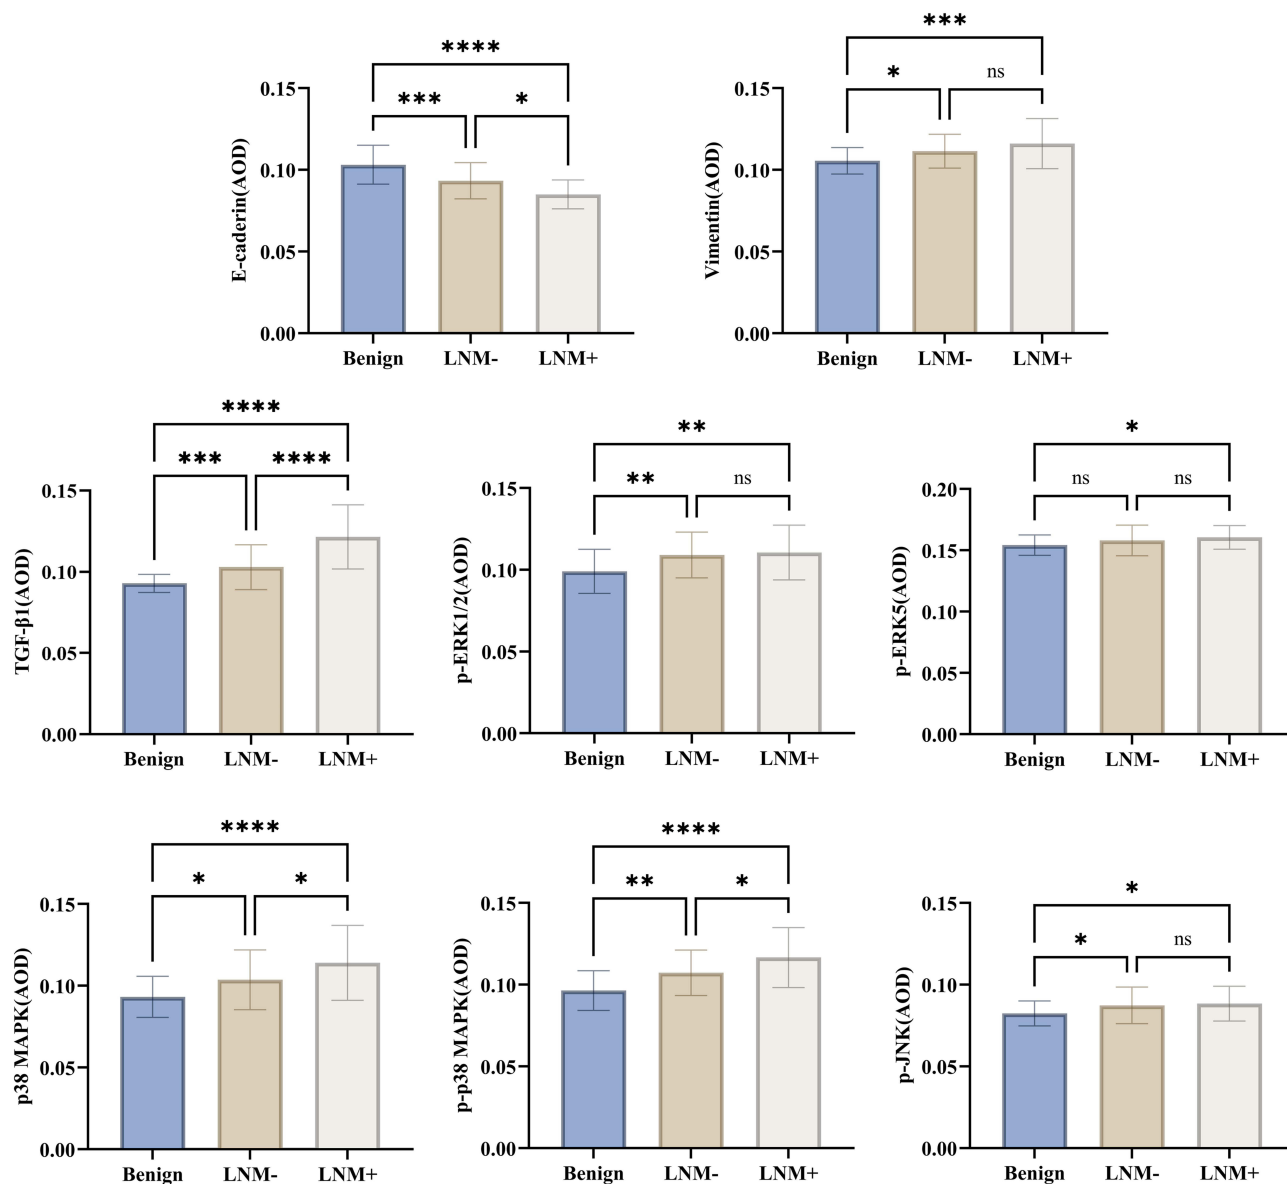 ****
***
*
E-caderin(AOD)
0.15
0.10
0.05
0.00
Benign
LNM-
LNM+
***
*
ns
Vimentin(AOD)
0.15
0.10
0.05
0.00
Benign
LNM-
LNM+
****
***
****
TGF-β1(AOD)
0.15
0.10
0.05
0.00
Benign
LNM-
LNM+
**
**
ns
p-ERK1/2(AOD)
0.15
0.10
0.05
0.00
Benign
LNM-
LNM+
*
ns
ns
p-ERK5(AOD)
0.20
0.15
0.10
0.05
0.00
Benign
LNM-
LNM+
****
*
*
p38 MAPK(AOD)
0.15
0.10
0.05
0.00
Benign
LNM-
LNM+
****
**
*
p-p38 MAPK(AOD)
0.15
0.10
0.05
0.00
Benign
LNM-
LNM+
*
*
ns
p-JNK(AOD)
0.15
0.10
0.05
0.00
Benign
LNM-
LNM+